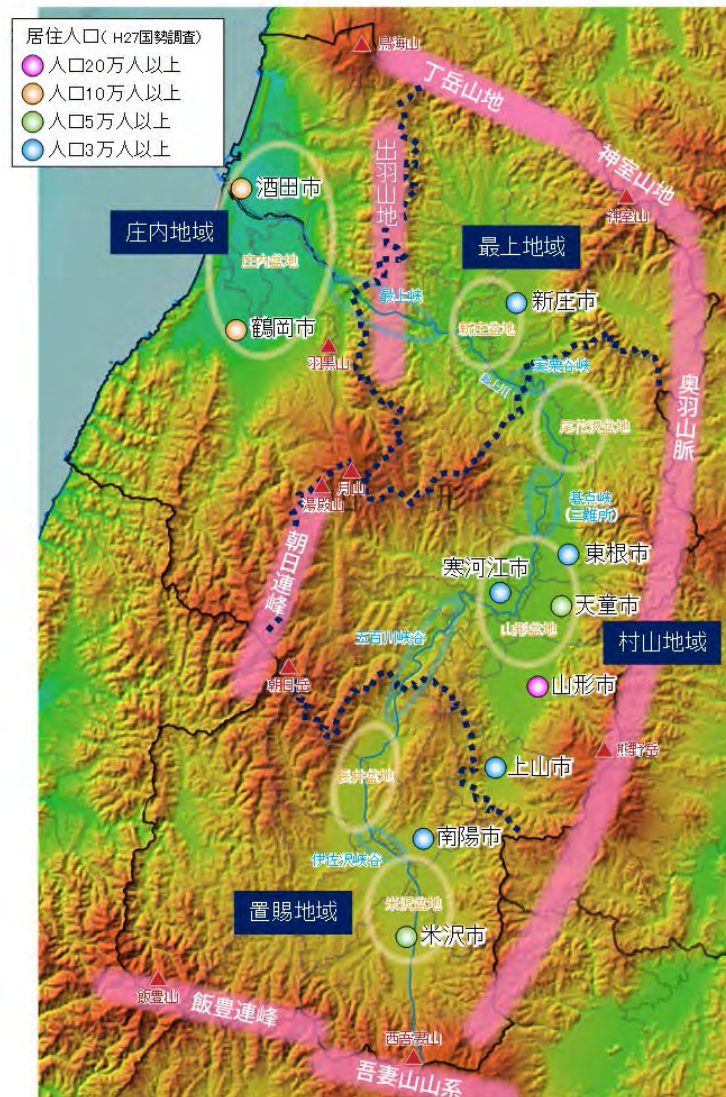 居住人口( H27国勢調査)
人口20万人以上
人口10万人以上
人口5万人以上
人口3万人以上
鳥海山
丁岳山地
神室山地
神室山
出羽山地
酒田市
庄内地域
庄内盆地
最上地域
最上峡
新庄市
新庄盆地
鶴岡市
羽黒山
最上川
実栗谷峡
奥羽山脈
尾花沢盆地
月山
湯殿山
碁点峡
(三難所)
朝日連峰
東根市
寒河江市
天童市
山形盆地
村山地域
五百川峡谷
朝日岳
山形市
熊野岳
上山市
長井盆地
南陽市
伊佐沢峡谷
置賜地域
米沢盆地
米沢市
飯豊山
飯豊連峰
西吾妻山
吾妻山山系